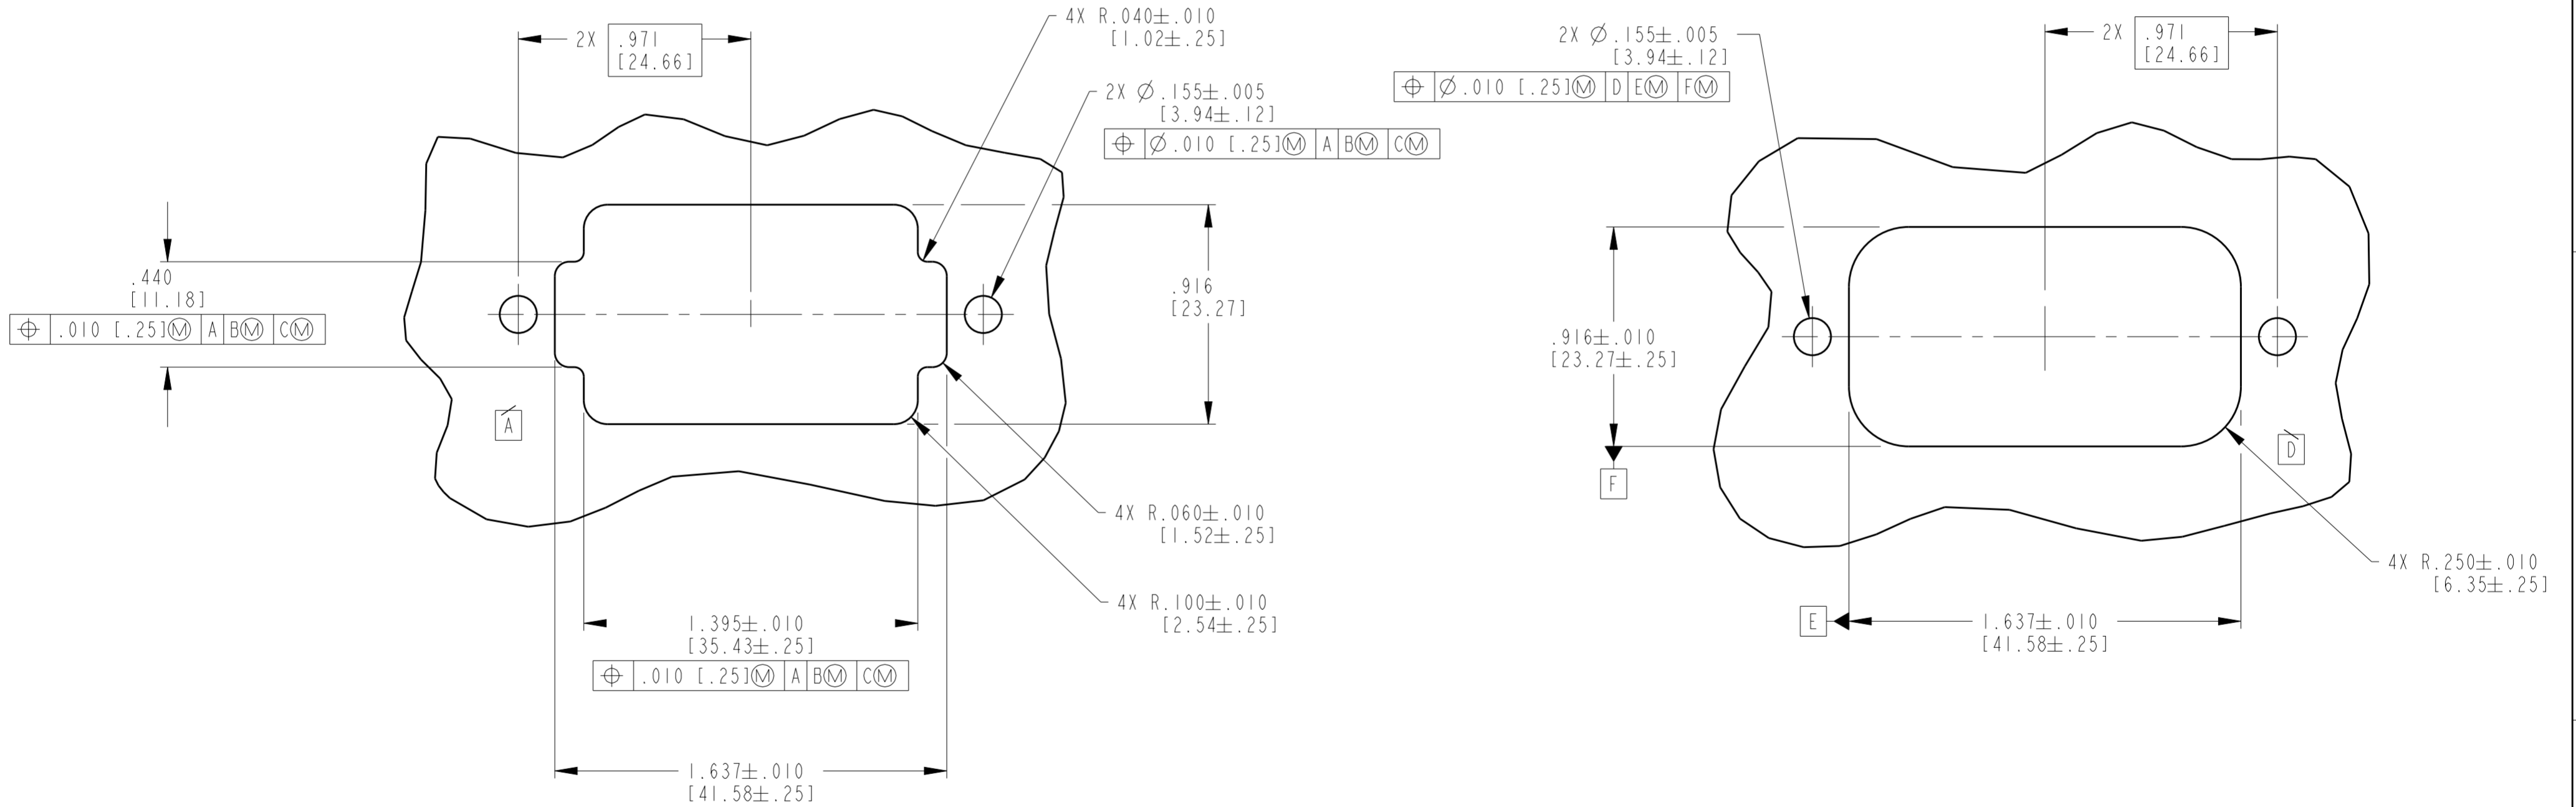 2X .971
[24.66]
4X R.040±.010
[1.02±.25]
2X Ø.155±.005
[3.94±.12]
⌖ Ø.010 [.25]Ⓜ A BⓂ CⓂ
.440
[11.18]
⌖ .010 [.25]Ⓜ A BⓂ CⓂ
.916
[23.27]
A
4X R.060±.010
[1.52±.25]
4X R.100±.010
[2.54±.25]
1.395±.010
[35.43±.25]
⌖ .010 [.25]Ⓜ A BⓂ CⓂ
1.637±.010
[41.58±.25]
2X Ø.155±.005
[3.94±.12]
⌖ Ø.010 [.25]Ⓜ D EⓂ FⓂ
2X .971
[24.66]
.916±.010
[23.27±.25]
F
D
4X R.250±.010
[6.35±.25]
E
1.637±.010
[41.58±.25]